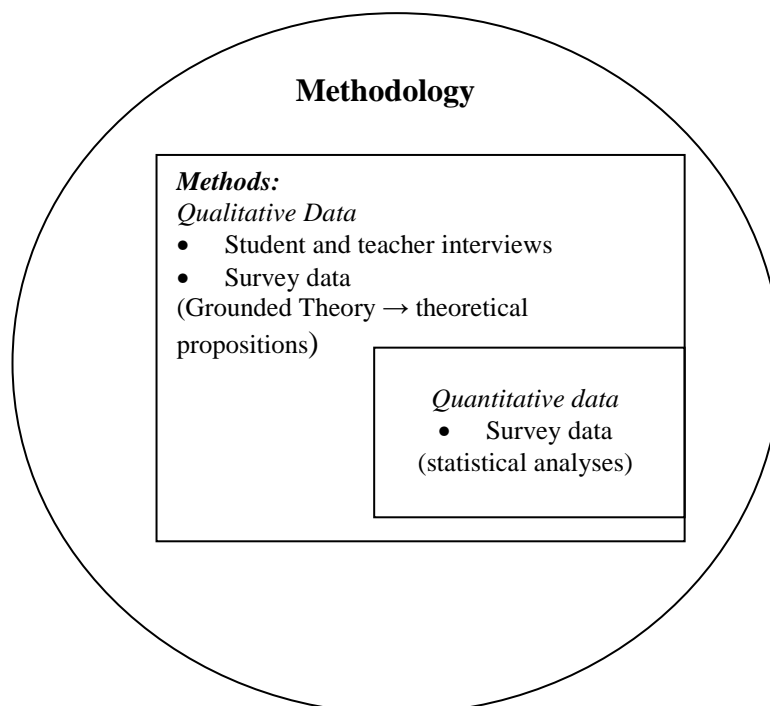 Methodology
Methods:
Qualitative Data
• Student and teacher interviews
• Survey data
(Grounded Theory → theoretical
propositions)
Quantitative data
• Survey data
(statistical analyses)